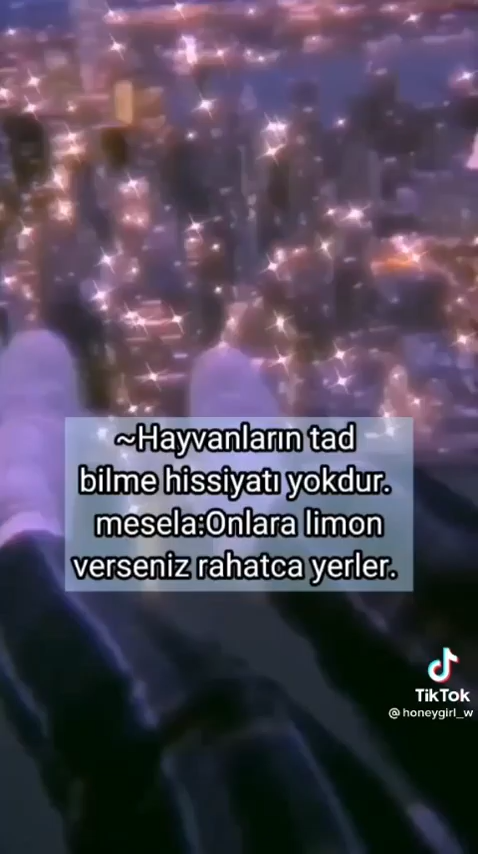 ~Hayvanların tad
bilme hissiyatı yokdur.
mesela:Onlara limon
verseniz rahatca yerler.
TikTok
@honeygirl_w